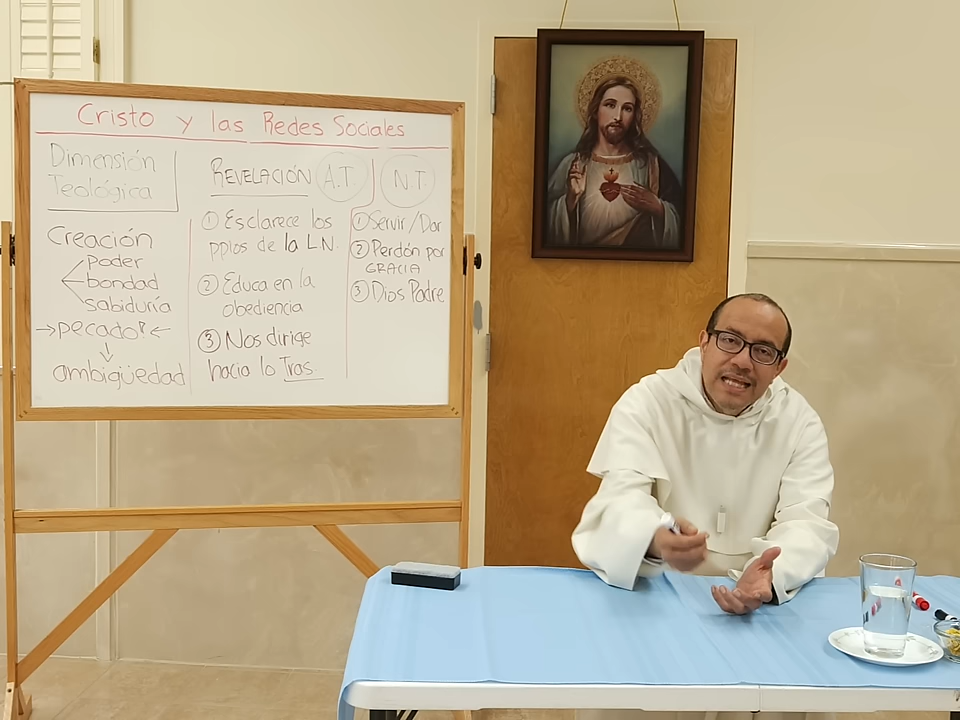 Cristo y las Redes Sociales
Dimensión
Teológica
Creación
Poder
bondad
sabiduría
→pecado?←
↓
ambigüedad
REVELACIÓN A.T.
① Esclarece los
ppios de la L.N.
② Educa en la
obediencia
③ Nos dirige
hacia lo Tras.
N.T.
① Servir/Dar
② Perdón por
GRACIA
③ Dios Padre